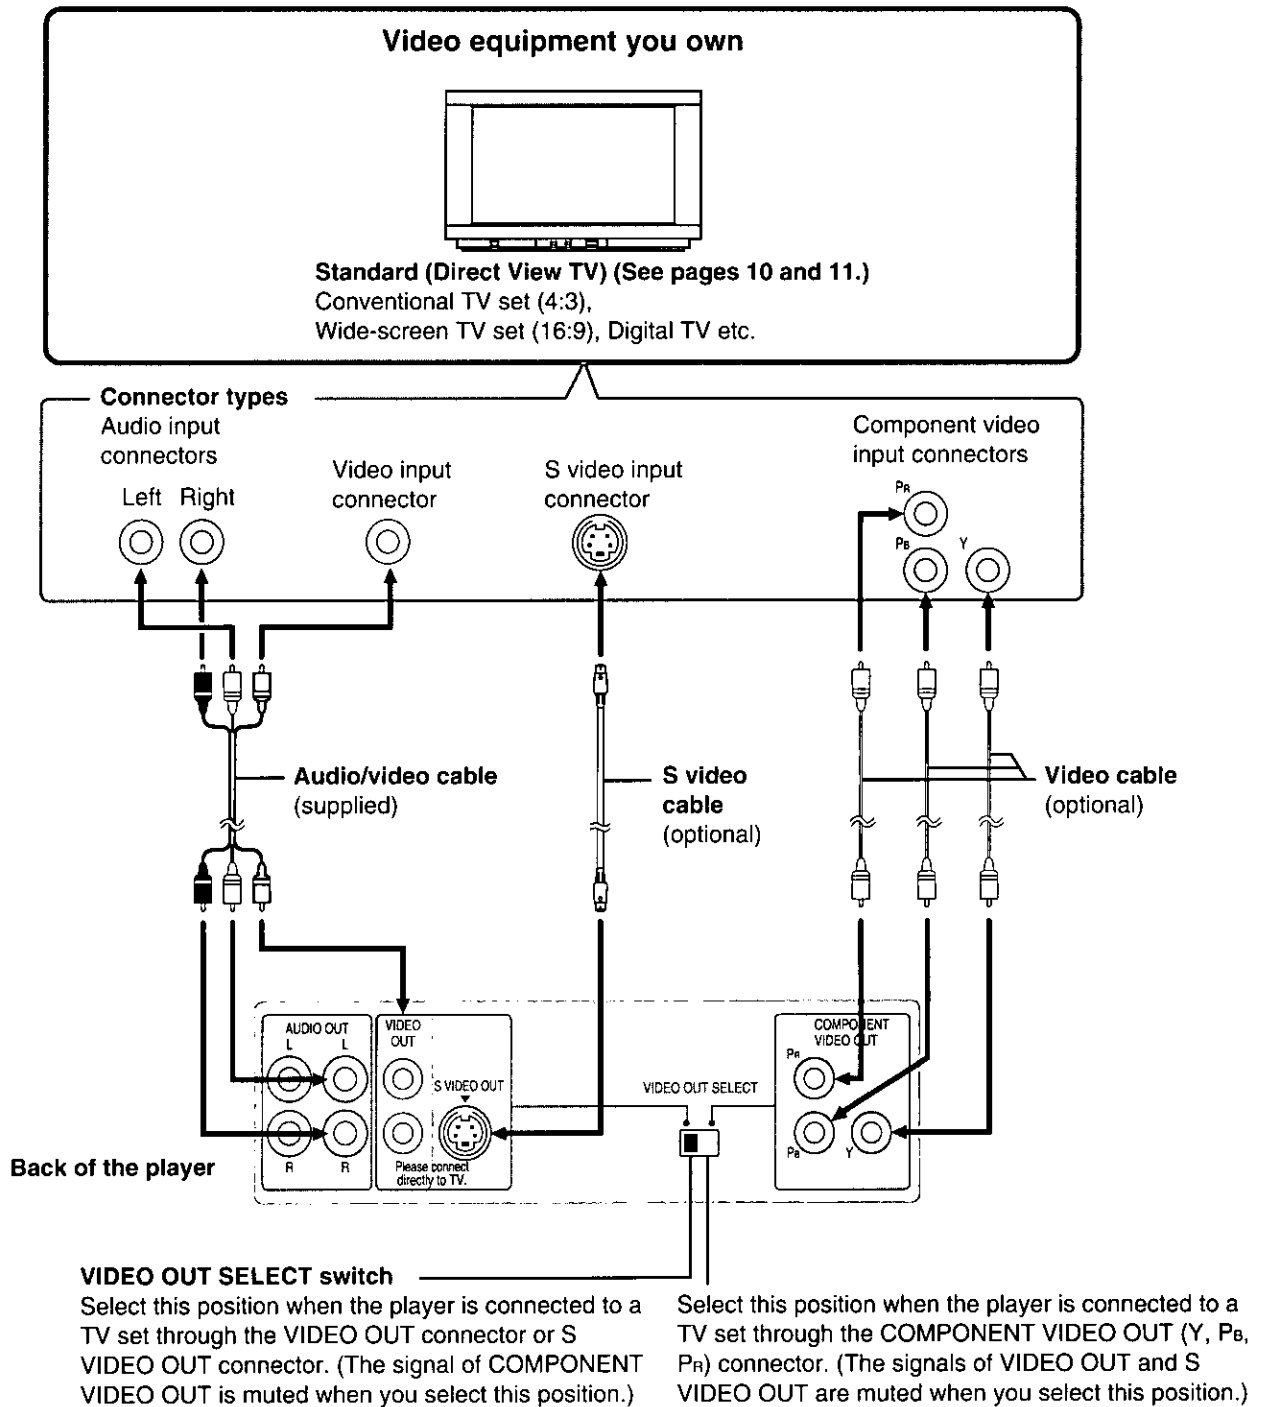 Video equipment you own
Standard (Direct View TV) (See pages 10 and 11.)
Conventional TV set (4:3),
Wide-screen TV set (16:9), Digital TV etc.
Connector types
Audio input
connectors
Left Right
Video input
connector
S video input
connector
Component video
input connectors
PR
PB
Y
Audio/video cable
(supplied)
S video
cable
(optional)
Video cable
(optional)
AUDIO OUT
L L
R R
VIDEO
OUT
S VIDEO OUT
Please connect
directly to TV.
VIDEO OUT SELECT
COMPONENT
VIDEO OUT
PR
PB
Y
Back of the player
VIDEO OUT SELECT switch
Select this position when the player is connected to a
TV set through the VIDEO OUT connector or S
VIDEO OUT connector. (The signal of COMPONENT
VIDEO OUT is muted when you select this position.)
Select this position when the player is connected to a
TV set through the COMPONENT VIDEO OUT (Y, PB,
PR) connector. (The signals of VIDEO OUT and S
VIDEO OUT are muted when you select this position.)